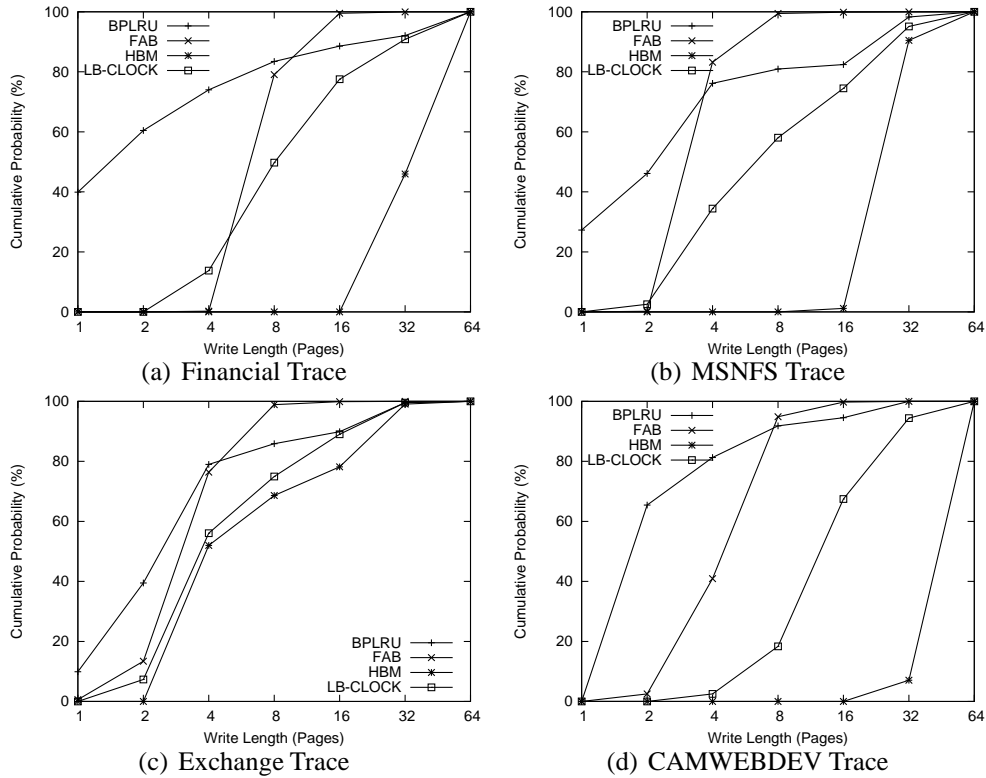 100
80
60
40
20
0
Cumulative Probability (%)
BPLRU
FAB
HBM
LB-CLOCK
1 2 4 8 16 32 64
Write Length (Pages)
(a) Financial Trace
100
80
60
40
20
0
Cumulative Probability (%)
BPLRU
FAB
HBM
LB-CLOCK
1 2 4 8 16 32 64
Write Length (Pages)
(b) MSNFS Trace
100
80
60
40
20
0
Cumulative Probability (%)
BPLRU
FAB
HBM
LB-CLOCK
1 2 4 8 16 32 64
Write Length (Pages)
(c) Exchange Trace
100
80
60
40
20
0
Cumulative Probability (%)
BPLRU
FAB
HBM
LB-CLOCK
1 2 4 8 16 32 64
Write Length (Pages)
(d) CAMWEBDEV Trace